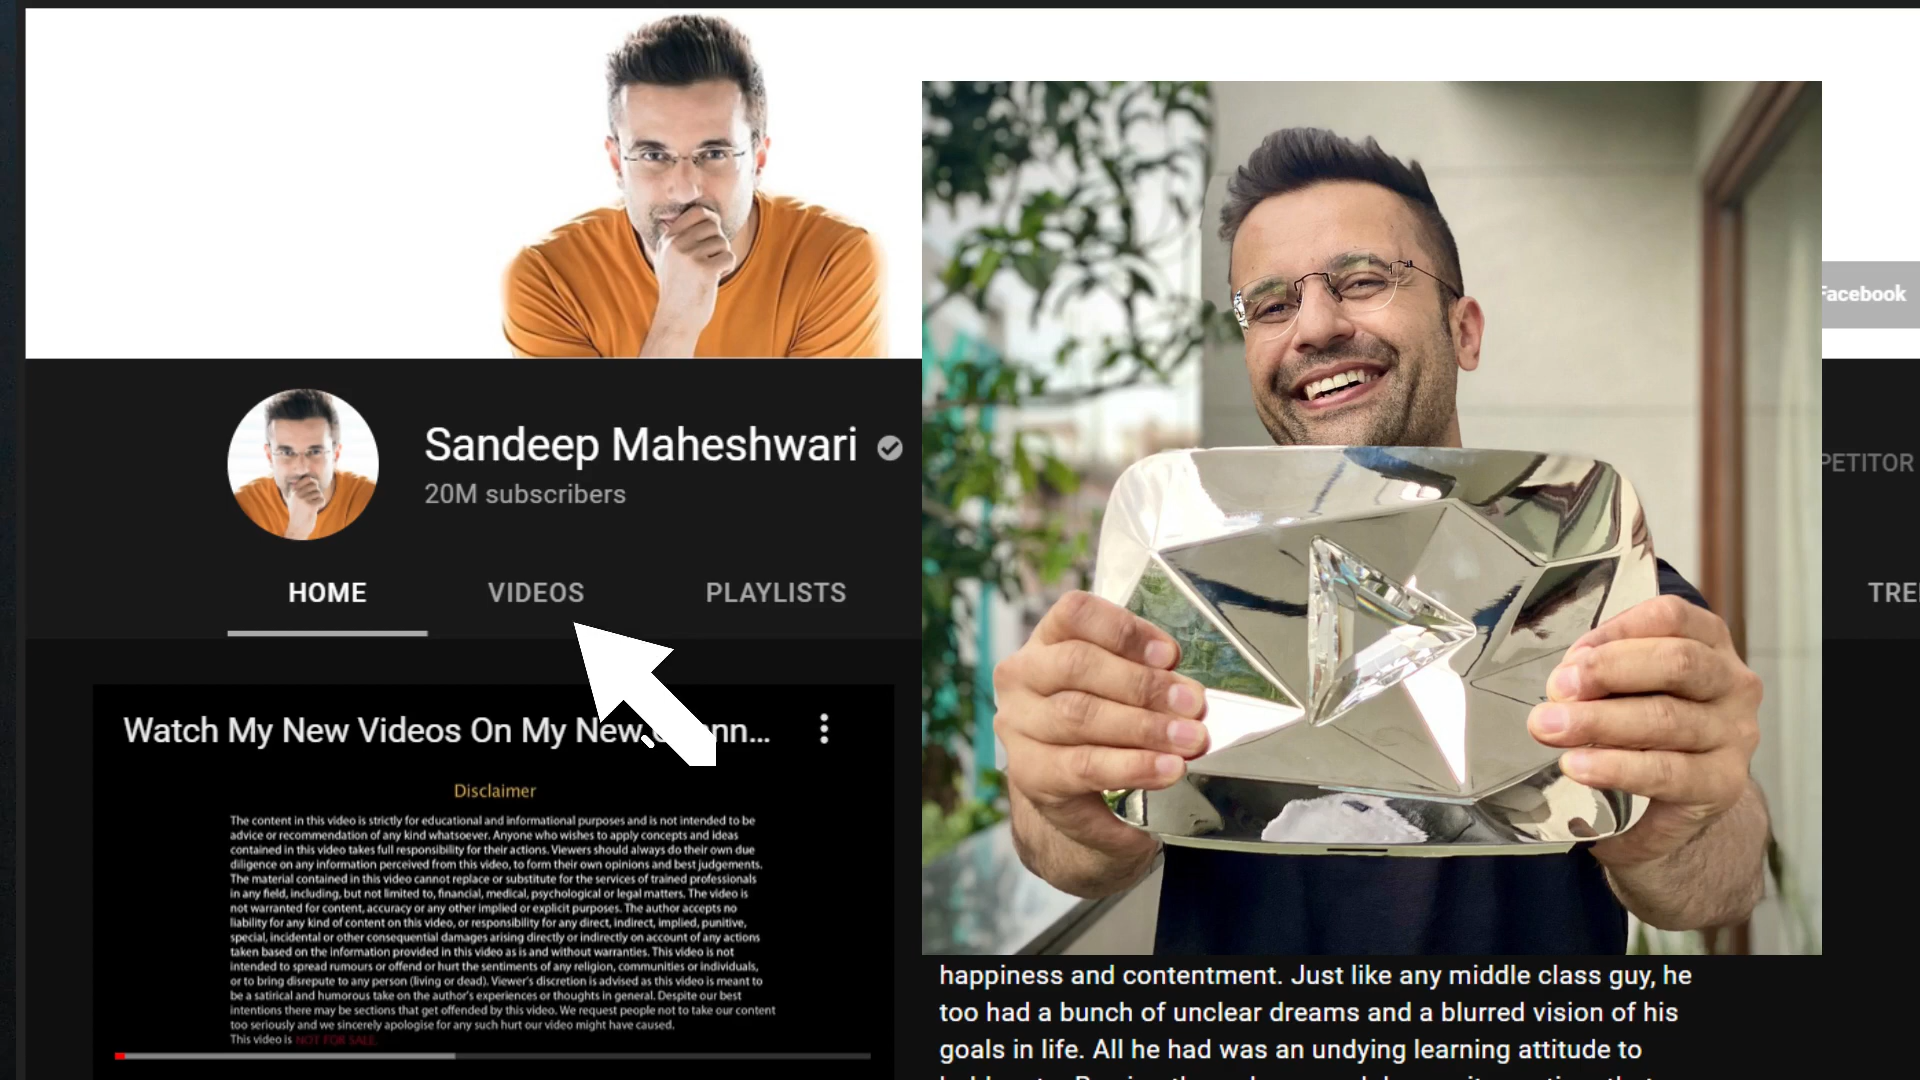 Facebook
Sandeep Maheshwari
20M subscribers
HOME
VIDEOS
PLAYLISTS
Watch My New Videos On My New
Disclaimer
The content in this video is strictly for educational and informational purposes and is not intended to be
advice or recommendation of any kind whatsoever. Anyone who wishes to apply concepts and ideas
contained in this video takes full responsibility for their actions. Viewers should always do their own due
diligence on any information perceived from this video, to form their own opinions and best judgements.
The material contained in this video cannot replace or substitute for the services of trained professionals
in any field, including, but not limited to, financial, medical, psychological or legal matters. The video is
not warranted for content, accuracy or any other implied or explicit purposes. The author accepts no
liability for any kind of content on this video, or responsibility for any direct, indirect, implied, punitive,
special, incidental or other consequential damages arising directly or indirectly on account of any actions
taken based on the information provided in this video as is and without warranties. This video is not
intended to spread rumours or offend or hurt the sentiments of any religion, communities or individuals,
or to bring disrepute to any person (living or dead). Viewer's discretion is advised as this video is meant to
be a satirical and humorous take on the author's experiences or thoughts in general. Despite our best
intentions there may be sections that get offended by this video. We request people not to take our content
too seriously and we sincerely apologise for any such hurt our video might have caused.
This video is NOT FOR SALE.
PETITOR
TRE
happiness and contentment. Just like any middle class guy, he
too had a bunch of unclear dreams and a blurred vision of his
goals in life. All he had was an undying learning attitude to